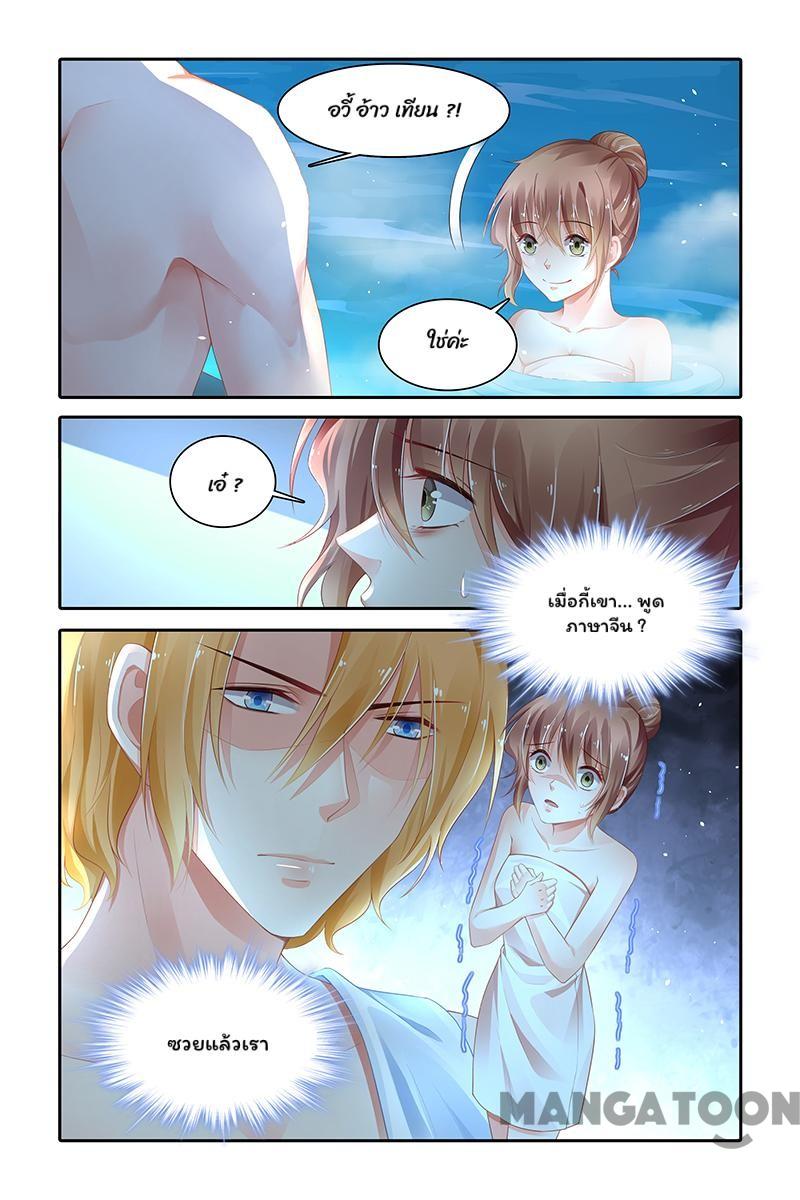 อวี้ อ้าว เทียน ?!
ใช่ค่ะ
เอ๋ ?
เมื่อกี้เขา... พูด
ภาษาจีน ?
ซวยแล้วเรา
MANGATOON